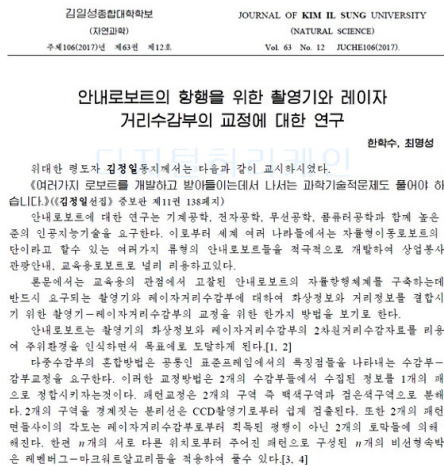 김일성종합대학학보
(자연과학)
주체106(2017)년 제63권 제12호
JOURNAL OF KIM IL SUNG UNIVERSITY
(NATURAL SCIENCE)
Vol. 63 No. 12 JUCHE106(2017).
안내로보트의 항행을 위한 촬영기와 레이자
거리수감부의 교정에 대한 연구
한학수, 최명성
위대한 령도자 김정일동지께서는 다음과 같이 교시하시였다.
《여러가지 로보트를 개발하고 받아들이는데서 나서는 과학기술적문제도 풀어야 하
습니다.》(《김정일선집》 증보판 제11권 138페지)
안내로보트에 대한 연구는 기계공학, 전자공학, 무선공학, 콤퓨터공학과 함께 높은
준의 인공지능기술을 요구한다. 이로부터 세계 여러 나라들에서는 자률형이동로보트의
단이라고 할수 있는 여러가지 류형의 안내로보트들을 적극적으로 개발하여 상업봉사
관광안내, 교육용로보트로 널리 리용하고있다.
론문에서는 교육용의 관점에서 고찰된 안내로보트의 자률항행체계를 구축하는데
반드시 요구되는 촬영기와 레이자거리수감부에 대하여 화상정보와 거리정보를 결합시
기 위한 촬영기-레이자거리수감부의 교정을 위한 한가지 방법을 보기로 한다.
안내로보트는 촬영기의 화상정보와 레이자거리수감부의 2차원거리수감자료를 리용
여 주위환경을 인식하면서 목표에로 도달하게 된다.[1, 2]
다중수감부의 혼합방법은 공통인 표준프레임에서의 특징점들을 나타내는 수감부-
감부교정을 요구한다. 이러한 교정방법은 2개의 수감부들에서 수집된 정보를 1개의 패
으로 정합시키자는것이다. 패턴교정은 2개의 구역 즉 백색구역과 검은색구역으로 분해
다. 2개의 구역을 경계짓는 분리선은 CCD촬영기로부터 쉽게 검출된다. 또한 2개의 패턴
면들사이의 각도는 레이자거리수감부로부터 획득된 평행이 아닌 2개의 토막들에 의해
해진다. 한편 n개의 서로 다른 위치로부터 주어진 패턴으로 구성된 n개의 비선형속박
은 레벤버그-마크워트알고리듬을 적용하여 풀수 있다.[3, 4]
디지털허리케인